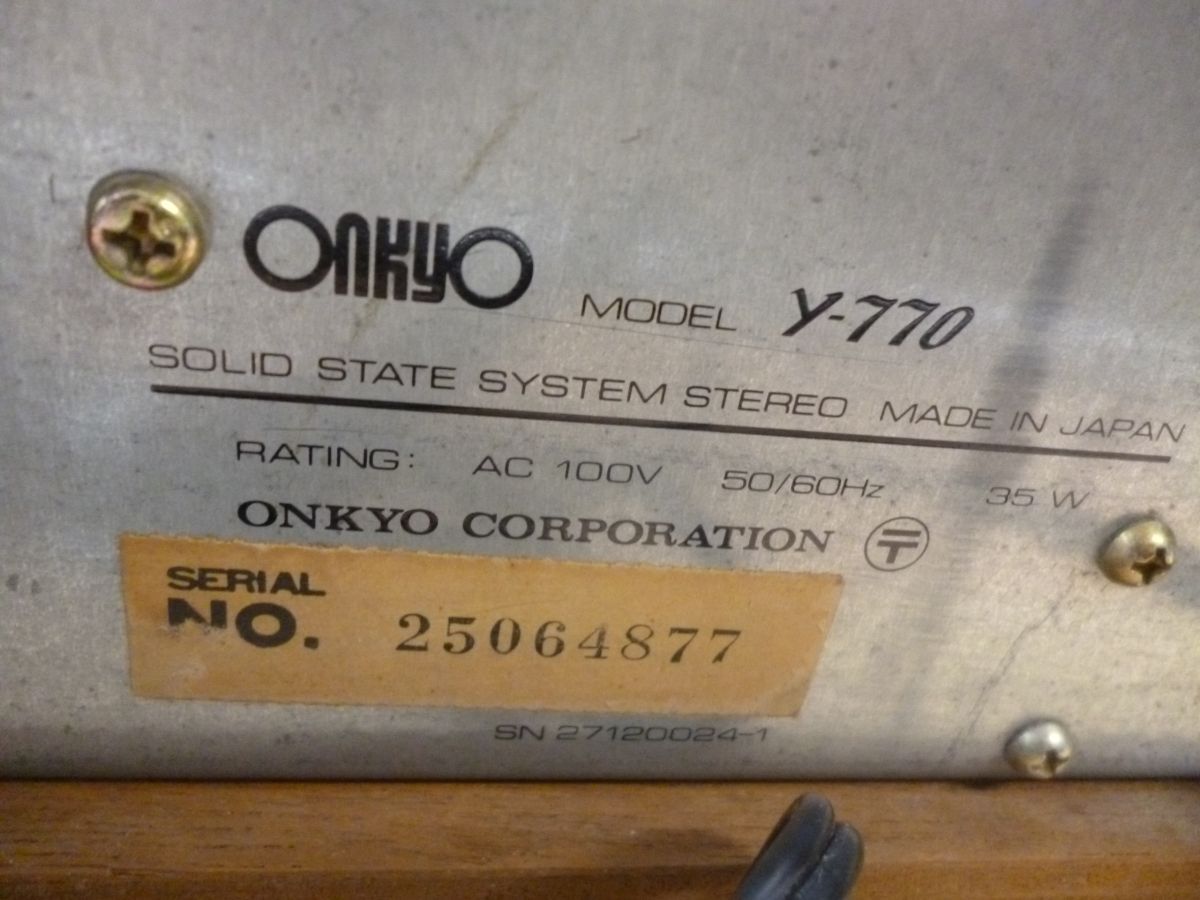 ONKYO MODEL Y-770
SOLID STATE SYSTEM STEREO MADE IN JAPAN
RATING: AC 100V 50/60Hz 35 W
ONKYO CORPORATION 〒
SERIAL
NO. 25064877
SN 27120024-1